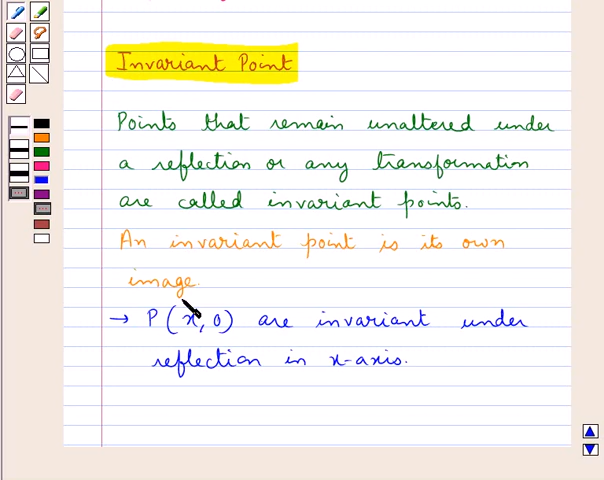 Invariant Point
Points that remain unaltered under
a reflection or any transformation
are called invariant points.
An invariant point is its own
image.
→ P(x, 0) are invariant under
reflection in x-axis.